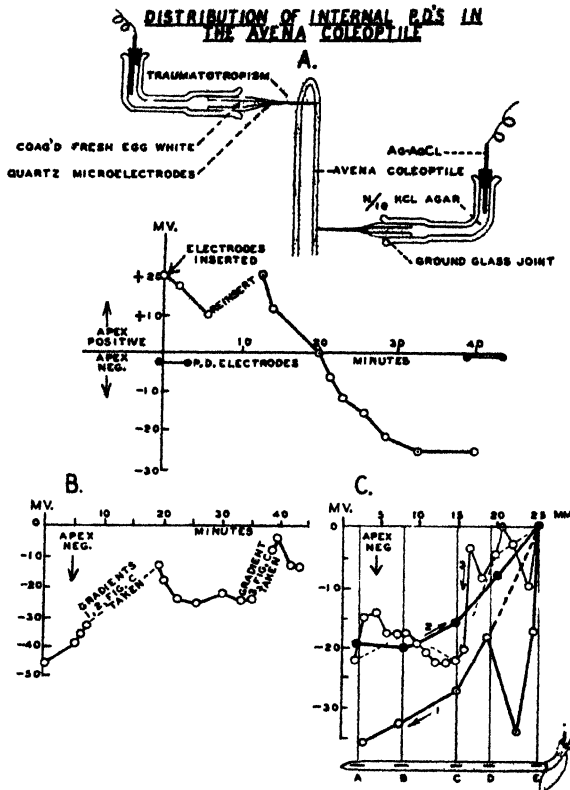 DISTRIBUTION OF INTERNAL P.D'S IN
THE AVENA COLEOPTILE
A.
TRAUMATOTROPISM
COAG'D FRESH EGG WHITE
QUARTZ MICROELECTRODES
Ag-AgCl
AVENA COLEOPTILE
N/10 KCL AGAR
GROUND GLASS JOINT
MV.
ELECTRODES
INSERTED
+20
REINSERT
+10
APEX
POSITIVE
10
20
30
40
MINUTES
APEX
NEG.
P.D. ELECTRODES
-10
-20
-30
B.
MV.
0
10
20
30
40
MINUTES
APEX
NEG.
GRADIENTS
1, 2, FIG. C
TAKEN
GRADIENT
3, FIG. C
TAKEN
-10
-20
-30
-40
-50
C.
MV.
0
5
10
15
20
25
MM.
APEX
NEG
3
2
1
-10
-20
-30
A
B
C
D
E